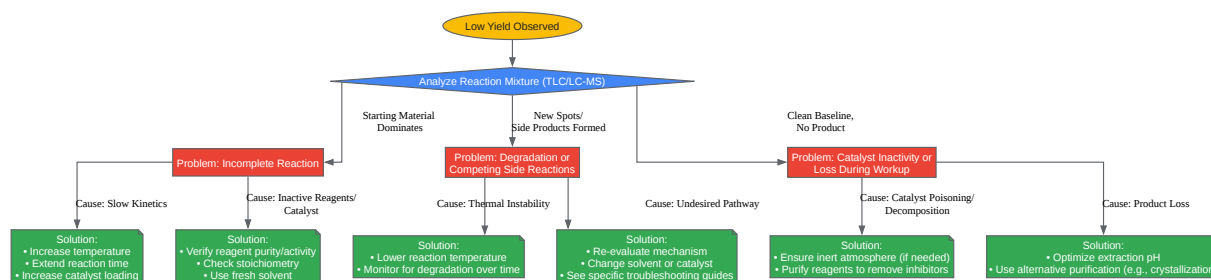 Low Yield Observed
Analyze Reaction Mixture (TLC/LC-MS)
Starting Material
Dominates
New Spots/
Side Products Formed
Clean Baseline,
No Product
Problem: Incomplete Reaction
Problem: Degradation or
Competing Side Reactions
Problem: Catalyst Inactivity or
Loss During Workup
Cause: Slow Kinetics
Cause: Inactive Reagents/
Catalyst
Cause: Thermal Instability
Cause: Undesired Pathway
Cause: Catalyst Poisoning/
Decomposition
Cause: Product Loss
Solution:
• Increase temperature
• Extend reaction time
• Increase catalyst loading
Solution:
• Verify reagent purity/activity
• Check stoichiometry
• Use fresh solvent
Solution:
• Lower reaction temperature
• Monitor for degradation over time
Solution:
• Re-evaluate mechanism
• Change solvent or catalyst
• See specific troubleshooting guides
Solution:
• Ensure inert atmosphere (if needed)
• Purify reagents to remove inhibitors
Solution:
• Optimize extraction pH
• Use alternative purification (e.g., crystallization